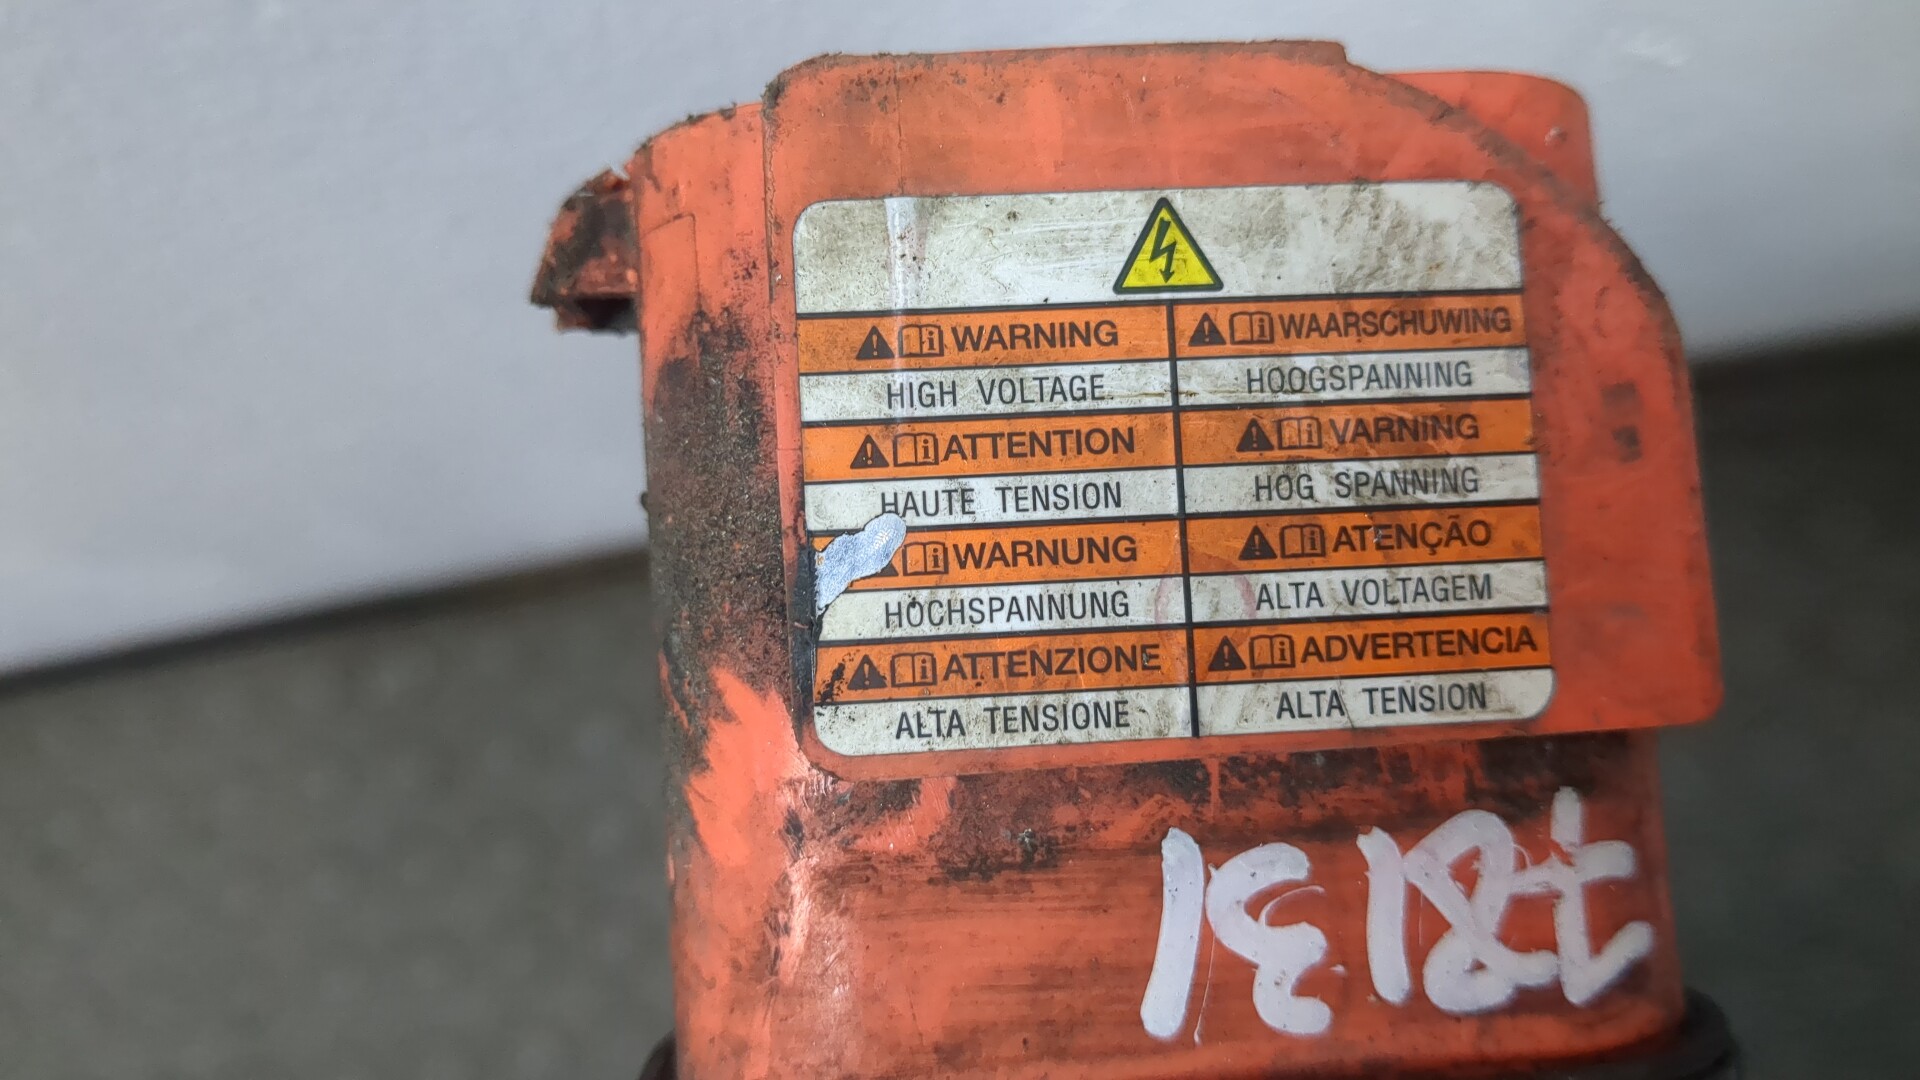 WARNING
HIGH VOLTAGE
ATTENTION
HAUTE TENSION
WARNUNG
HOCHSPANNUNG
ATTENZIONE
ALTA TENSIONE
WAARSCHUWING
HOOGSPANNING
VARNING
HOG SPANNING
ATENÇÃO
ALTA VOLTAGEM
ADVERTENCIA
ALTA TENSION